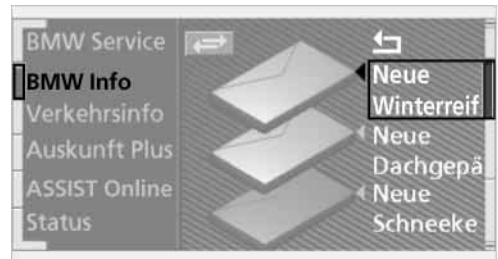 BMW Service
BMW Info
Verkehrsinfo
Auskunft Plus
ASSIST Online
Status
Neue
Winterreif
Neue
Dachgepä
Neue
Schneeke